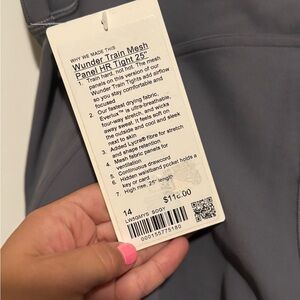 WHY WE MADE THIS
Wunder Train Mesh
Panel HR Tight 25"
1. Train hard, not hot. The mesh
panels on this version of our
Wunder Train Tights add airflow
so you stay comfortable and
focused
2. Our fastest drying fabric,
Everlux™ is ultra-breathable,
four-way stretch, and wicks
away sweat. It feels soft on
the outside and cool and sleek
next to skin
3. Added Lycra® fibre for stretch
and shape retention
4. Mesh fabric panels for
ventilation
5. Continuous drawcord
6. Hidden waistband pocket holds a
key or card
7. High rise, 25" length
14
$118.00
LW5GMYS SGGY
000155775180